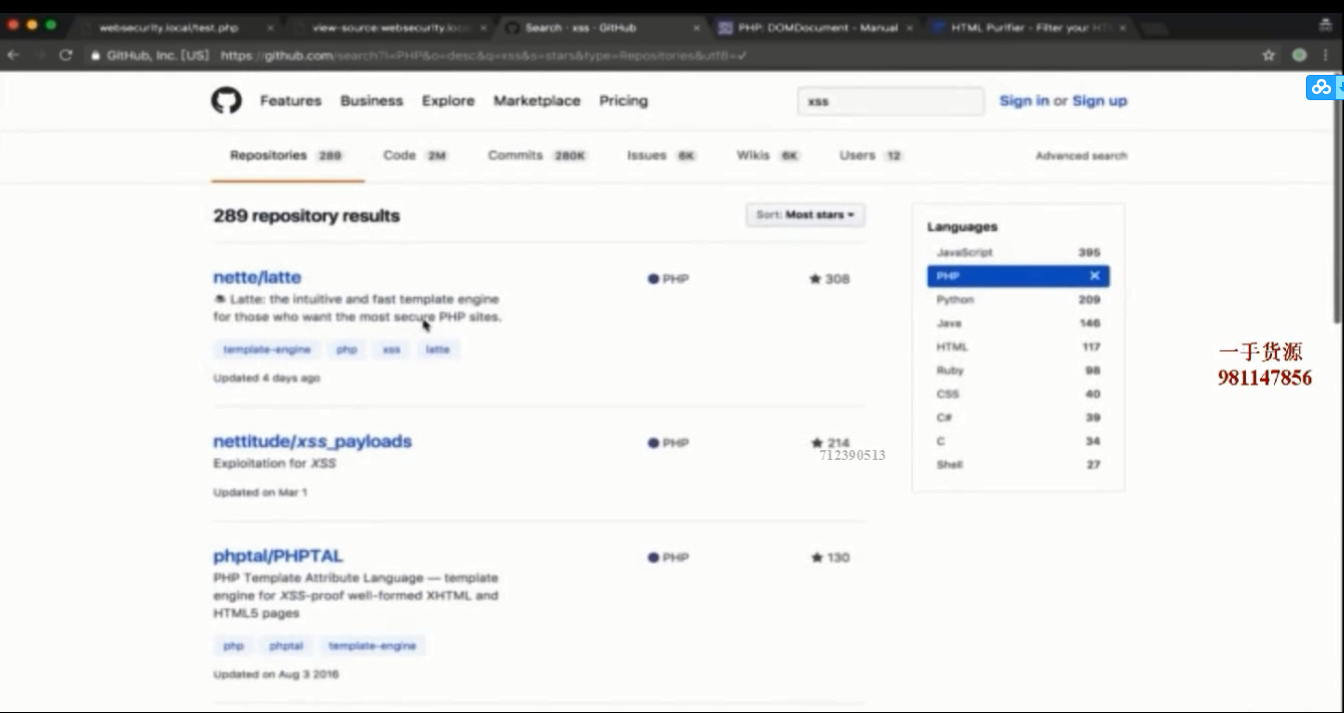 websecurity.local/test.php
view-source:websecurity.loc
Search · xss · GitHub
PHP: DOMDocument - Manual
HTML Purifier - Filter your HT
GitHub, Inc. [US] https://github.com/search?l=PHP&o=desc&q=xss&s=stars&type=Repositories&utf8=✓
Features Business Explore Marketplace Pricing
xss
Sign in or Sign up
Repositories 289 Code 2M Commits 280K Issues 6K Wikis 6K Users 12 Advanced search
289 repository results
Sort: Most stars
nette/latte
PHP
★ 308
Latte: the intuitive and fast template engine
for those who want the most secure PHP sites.
template-engine php xss latte
Updated 4 days ago
nettitude/xss_payloads
PHP
★ 214
712390513
Exploitation for XSS
Updated on Mar 1
phptal/PHPTAL
PHP
★ 130
PHP Template Attribute Language — template
engine for XSS-proof well-formed XHTML and
HTML5 pages
php phptal template-engine
Updated on Aug 3 2016
Languages
JavaScript 395
PHP ×
Python 209
Java 146
HTML 117
Ruby 98
CSS 40
C# 39
C 34
Shell 27
一手货源
981147856